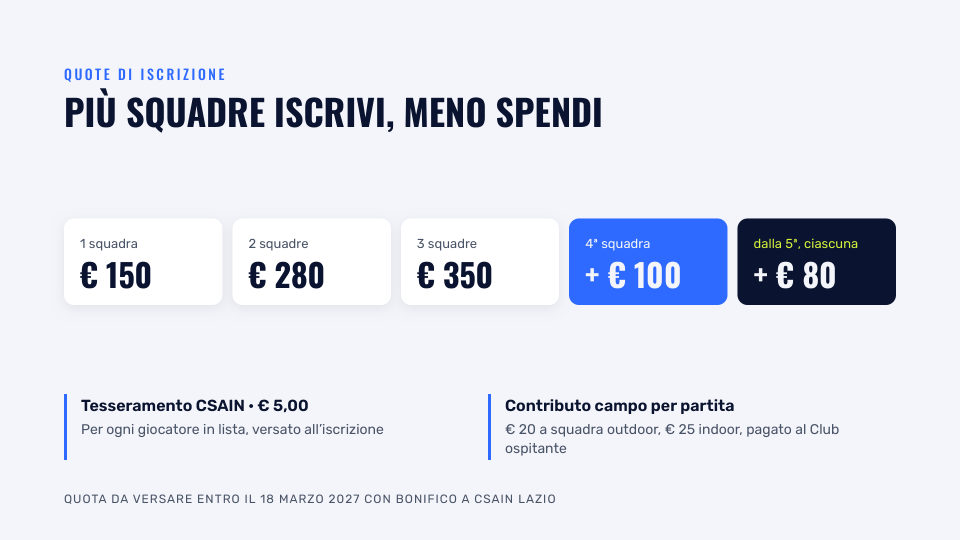 QUOTE DI ISCRIZIONE
PIÙ SQUADRE ISCRIVI, MENO SPENDI
1 squadra
€ 150
2 squadre
€ 280
3 squadre
€ 350
4ª squadra
+ € 100
dalla 5ª, ciascuna
+ € 80
Tesseramento CSAIN · € 5,00
Per ogni giocatore in lista, versato all’iscrizione
Contributo campo per partita
€ 20 a squadra outdoor, € 25 indoor, pagato al Club
ospitante
QUOTA DA VERSARE ENTRO IL 18 MARZO 2027 CON BONIFICO A CSAIN LAZIO